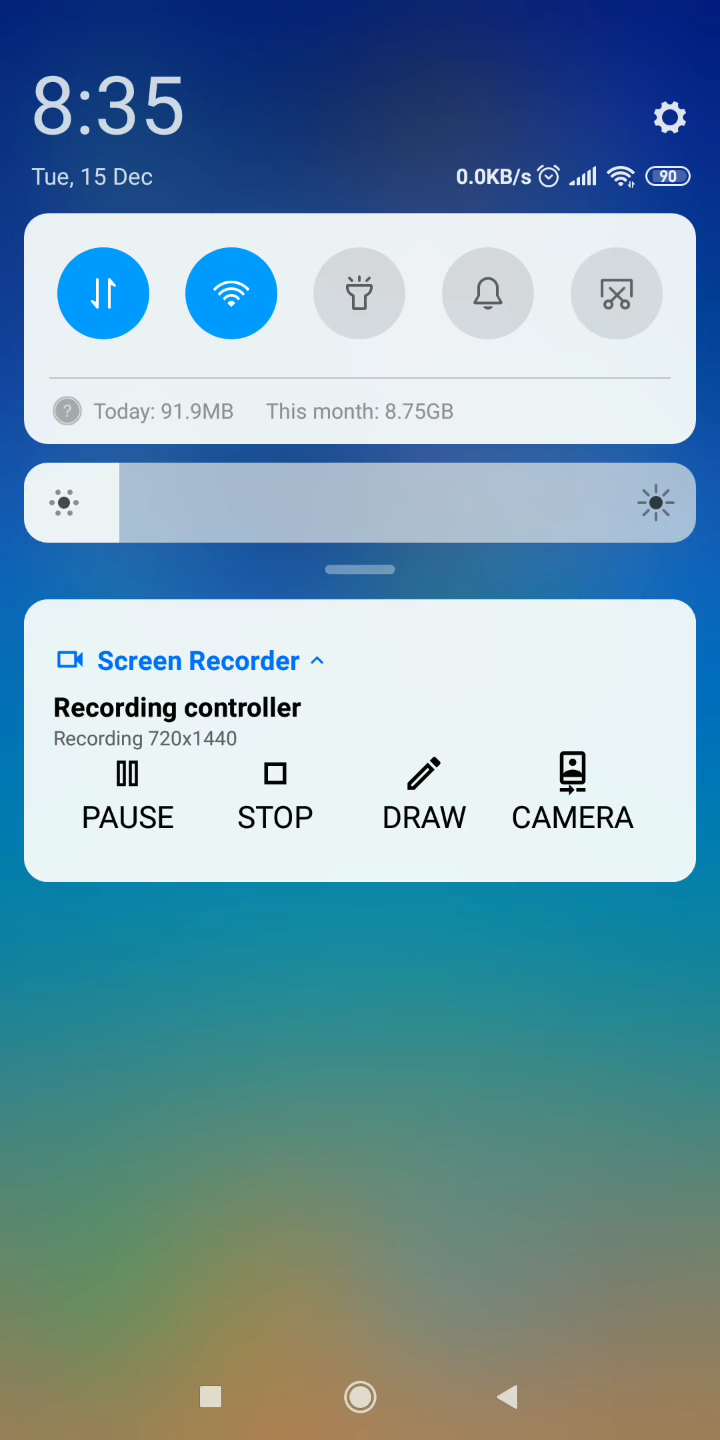 8:35
Tue, 15 Dec
0.0KB/s 90
? Today: 91.9MB This month: 8.75GB
Screen Recorder
Recording controller
Recording 720x1440
PAUSE STOP DRAW CAMERA